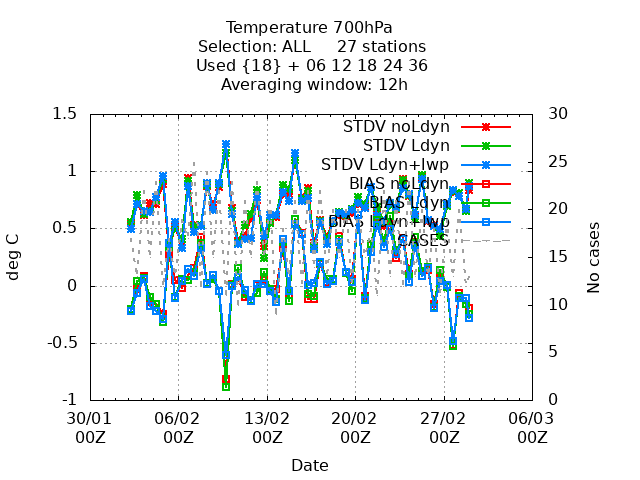 Temperature 700hPa
Selection: ALL 27 stations
Used {18} + 06 12 18 24 36
Averaging window: 12h
1.5
1
0.5
0
-0.5
-1
30
25
20
15
10
5
0
deg C
No cases
STDV noLdyn
STDV Ldyn
STDV Ldyn+lwp
BIAS noLdyn
BIAS Ldyn
BIAS Ldyn+lwp
CASES
30/01 06/02 13/02 20/02 27/02 06/03
00Z 00Z 00Z 00Z 00Z 00Z
Date